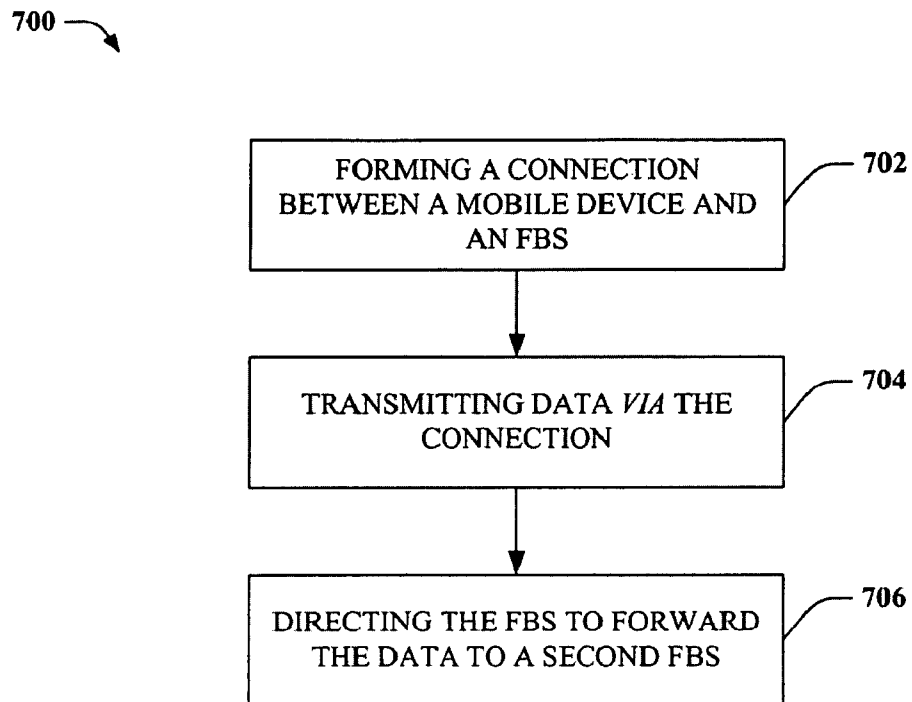 700
FORMING A CONNECTION
BETWEEN A MOBILE DEVICE AND
AN FBS
702
TRANSMITTING DATA VIA THE
CONNECTION
704
DIRECTING THE FBS TO FORWARD
THE DATA TO A SECOND FBS
706